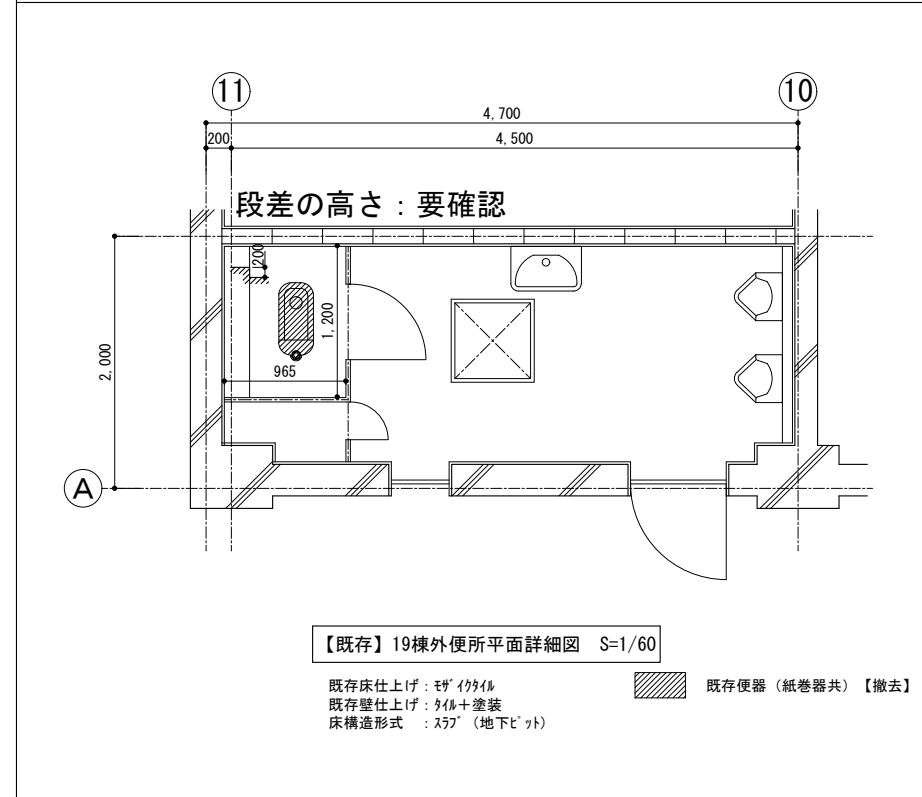 11
10
4,700
200
4,500
段差の高さ：要確認
200
1,200
965
2,000
A
【既存】19棟外便所平面詳細図 S=1/60
既存床仕上げ：ﾓｻﾞｲｸﾀｲﾙ
既存便器（紙巻器共）【撤去】
既存壁仕上げ：ﾀｲﾙ＋塗装
床構造形式 ：ｽﾗﾌﾞ（地下ﾋﾟｯﾄ）